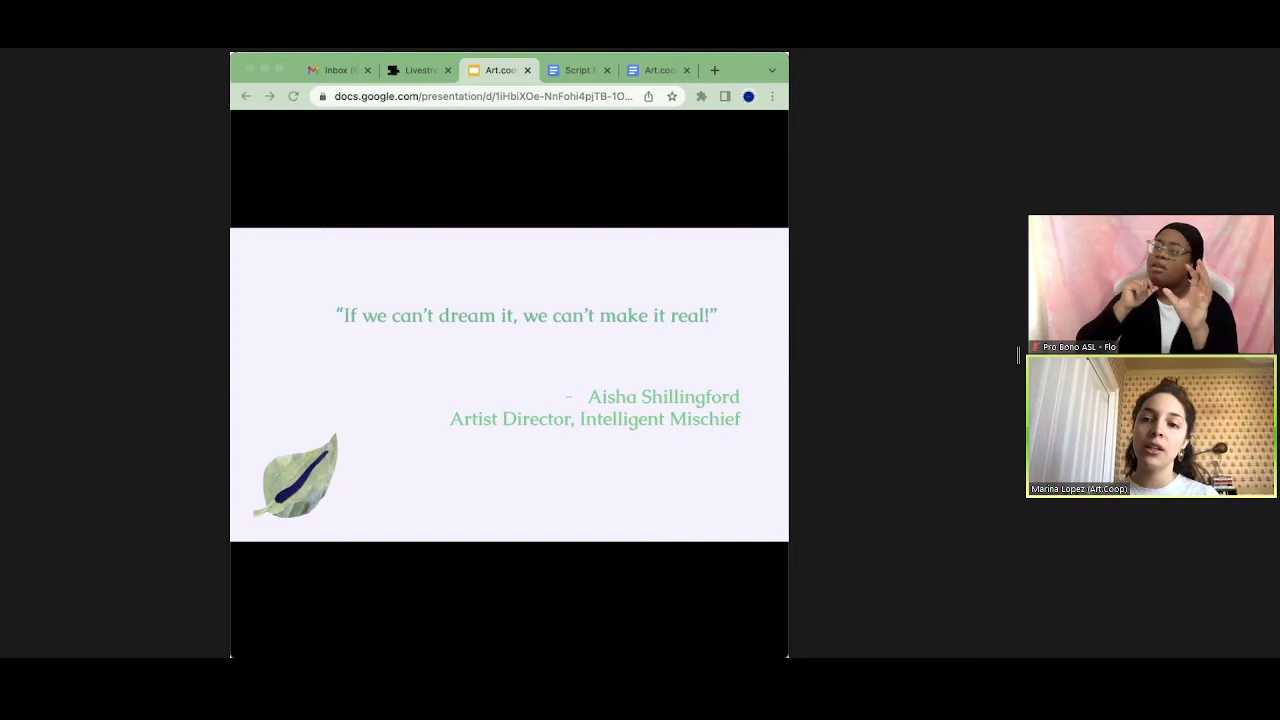 Inbox (
Livestre
Art.coo
Script f
Art.coo
docs.google.com/presentation/d/1iHbiXOe-NnFohi4pjTB-1O...
“If we can’t dream it, we can’t make it real!”
- Aisha Shillingford
Artist Director, Intelligent Mischief
Pro Bono ASL - Flo
Marina Lopez (Art.Coop)